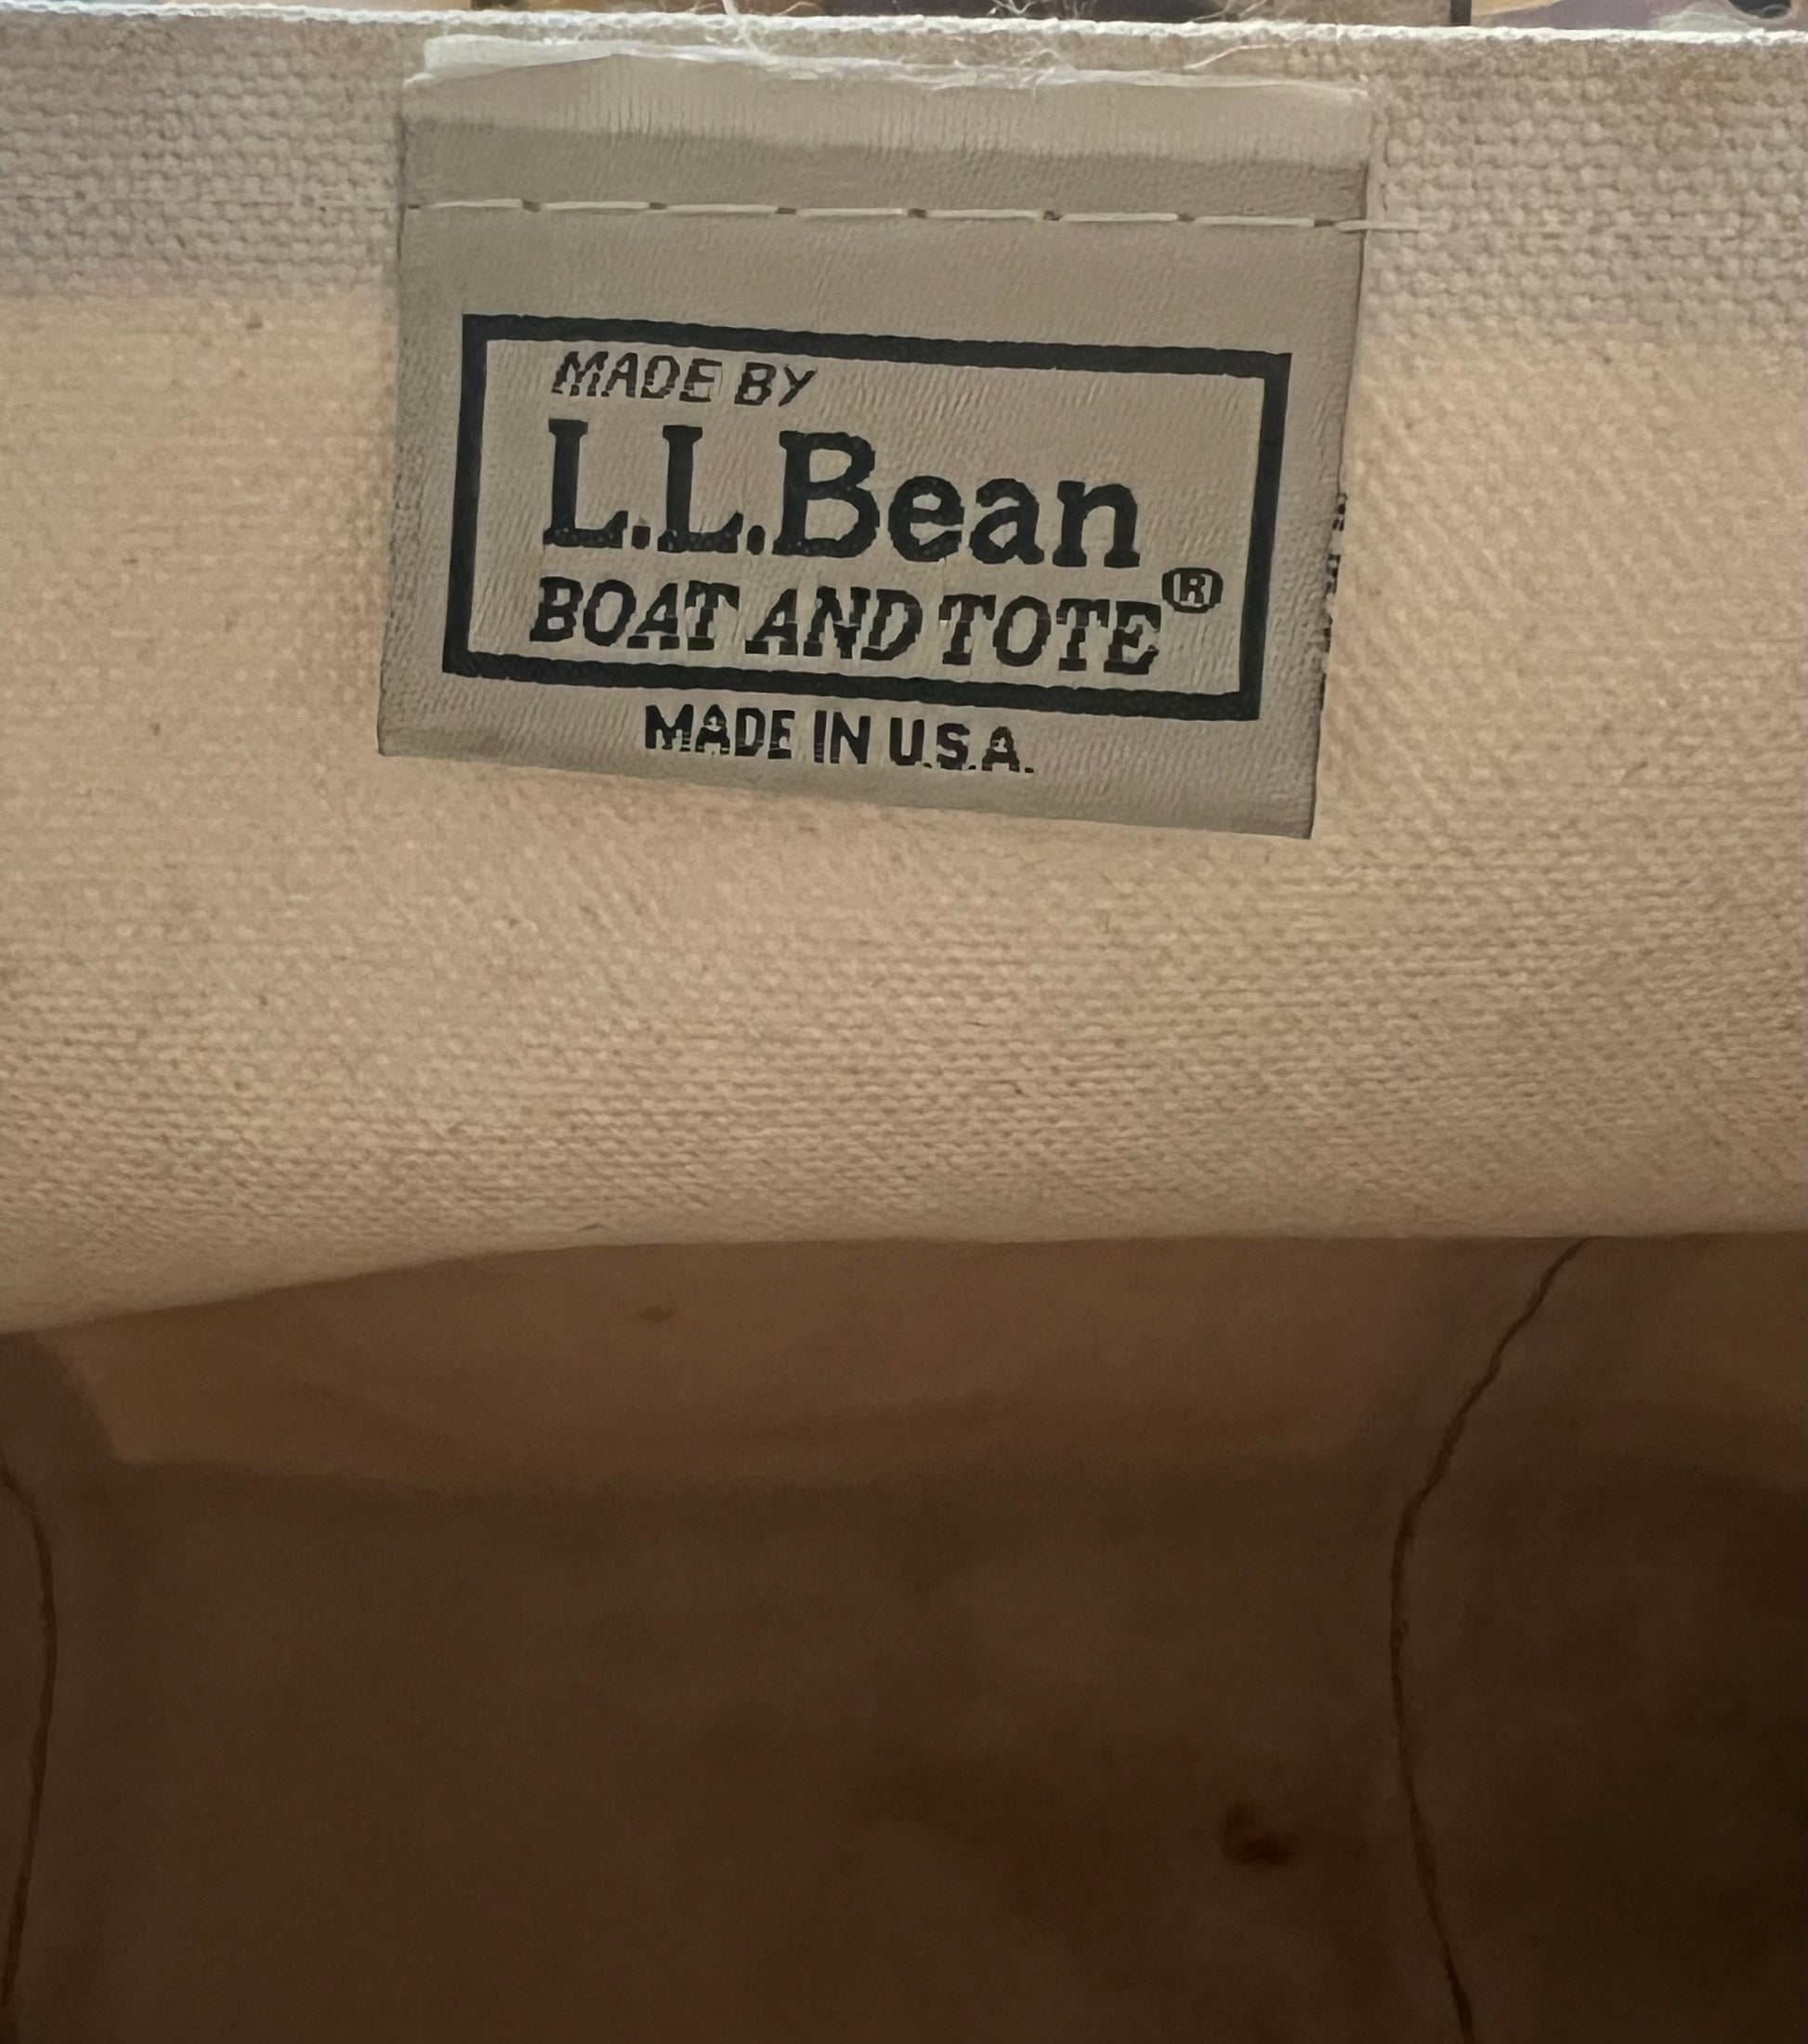 MADE BY
L.L.Bean
BOAT AND TOTE®
MADE IN U.S.A.